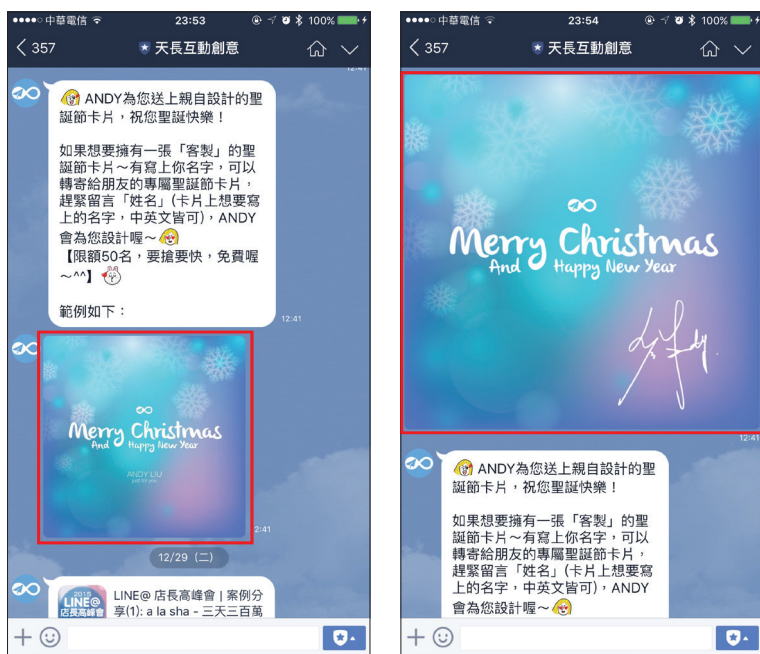 中華電信
23:53
100%
357
天長互動創意
12:41
ANDY為您送上親自設計的聖
誕節卡片，祝您聖誕快樂！
如果想要擁有一張「客製」的聖
誕節卡片～有寫上你名字，可以
轉寄給朋友的專屬聖誕節卡片，
趕緊留言「姓名」(卡片上想要寫
上的名字，中英文皆可)，ANDY
會為您設計喔～
【限額50名，要搶要快，免費喔
～^^】
範例如下：
12:41
Merry Christmas
And Happy New Year
ANDY LIU
just for you
12:41
12/29（二）
2015
LINE@
店長高峰會
LINE@ 店長高峰會 | 案例分
享(1): a la sha - 三天三百萬
中華電信
23:54
100%
357
天長互動創意
Merry Christmas
And Happy New Year
Andy
12:41
ANDY為您送上親自設計的聖
誕節卡片，祝您聖誕快樂！
如果想要擁有一張「客製」的聖
誕節卡片～有寫上你名字，可以
轉寄給朋友的專屬聖誕節卡片，
趕緊留言「姓名」(卡片上想要寫
上的名字，中英文皆可)，ANDY
會為您設計喔～